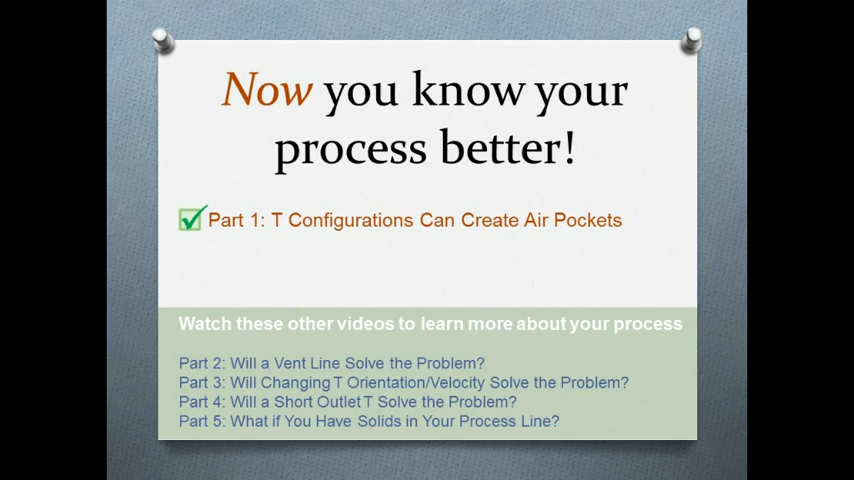 Now you know your
process better!
Part 1: T Configurations Can Create Air Pockets
Watch these other videos to learn more about your process
Part 2: Will a Vent Line Solve the Problem?
Part 3: Will Changing T Orientation/Velocity Solve the Problem?
Part 4: Will a Short Outlet T Solve the Problem?
Part 5: What if You Have Solids in Your Process Line?